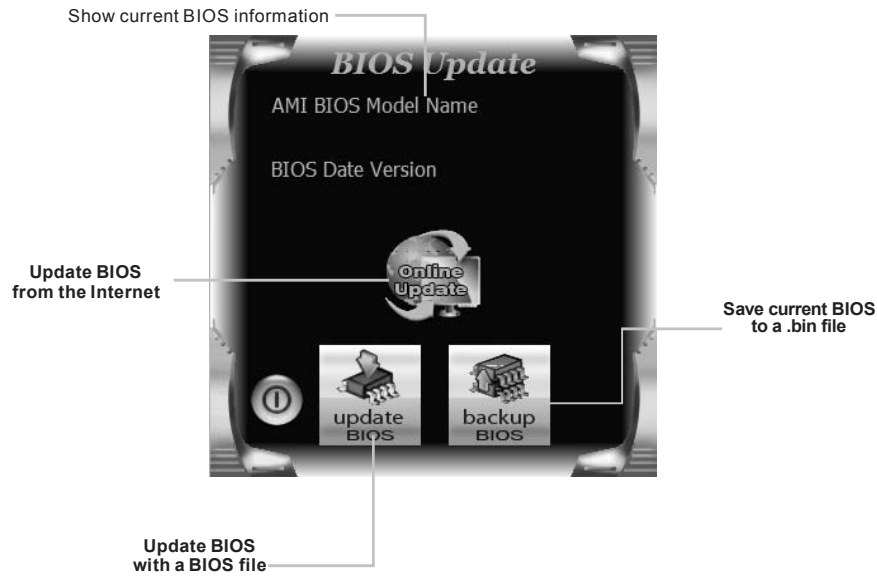 Show current BIOS information
BIOS Update
AMI BIOS Model Name
BIOS Date Version
Online
Update
Update BIOS
from the Internet
Save current BIOS
to a .bin file
update
BIOS
backup
BIOS
Update BIOS
with a BIOS file